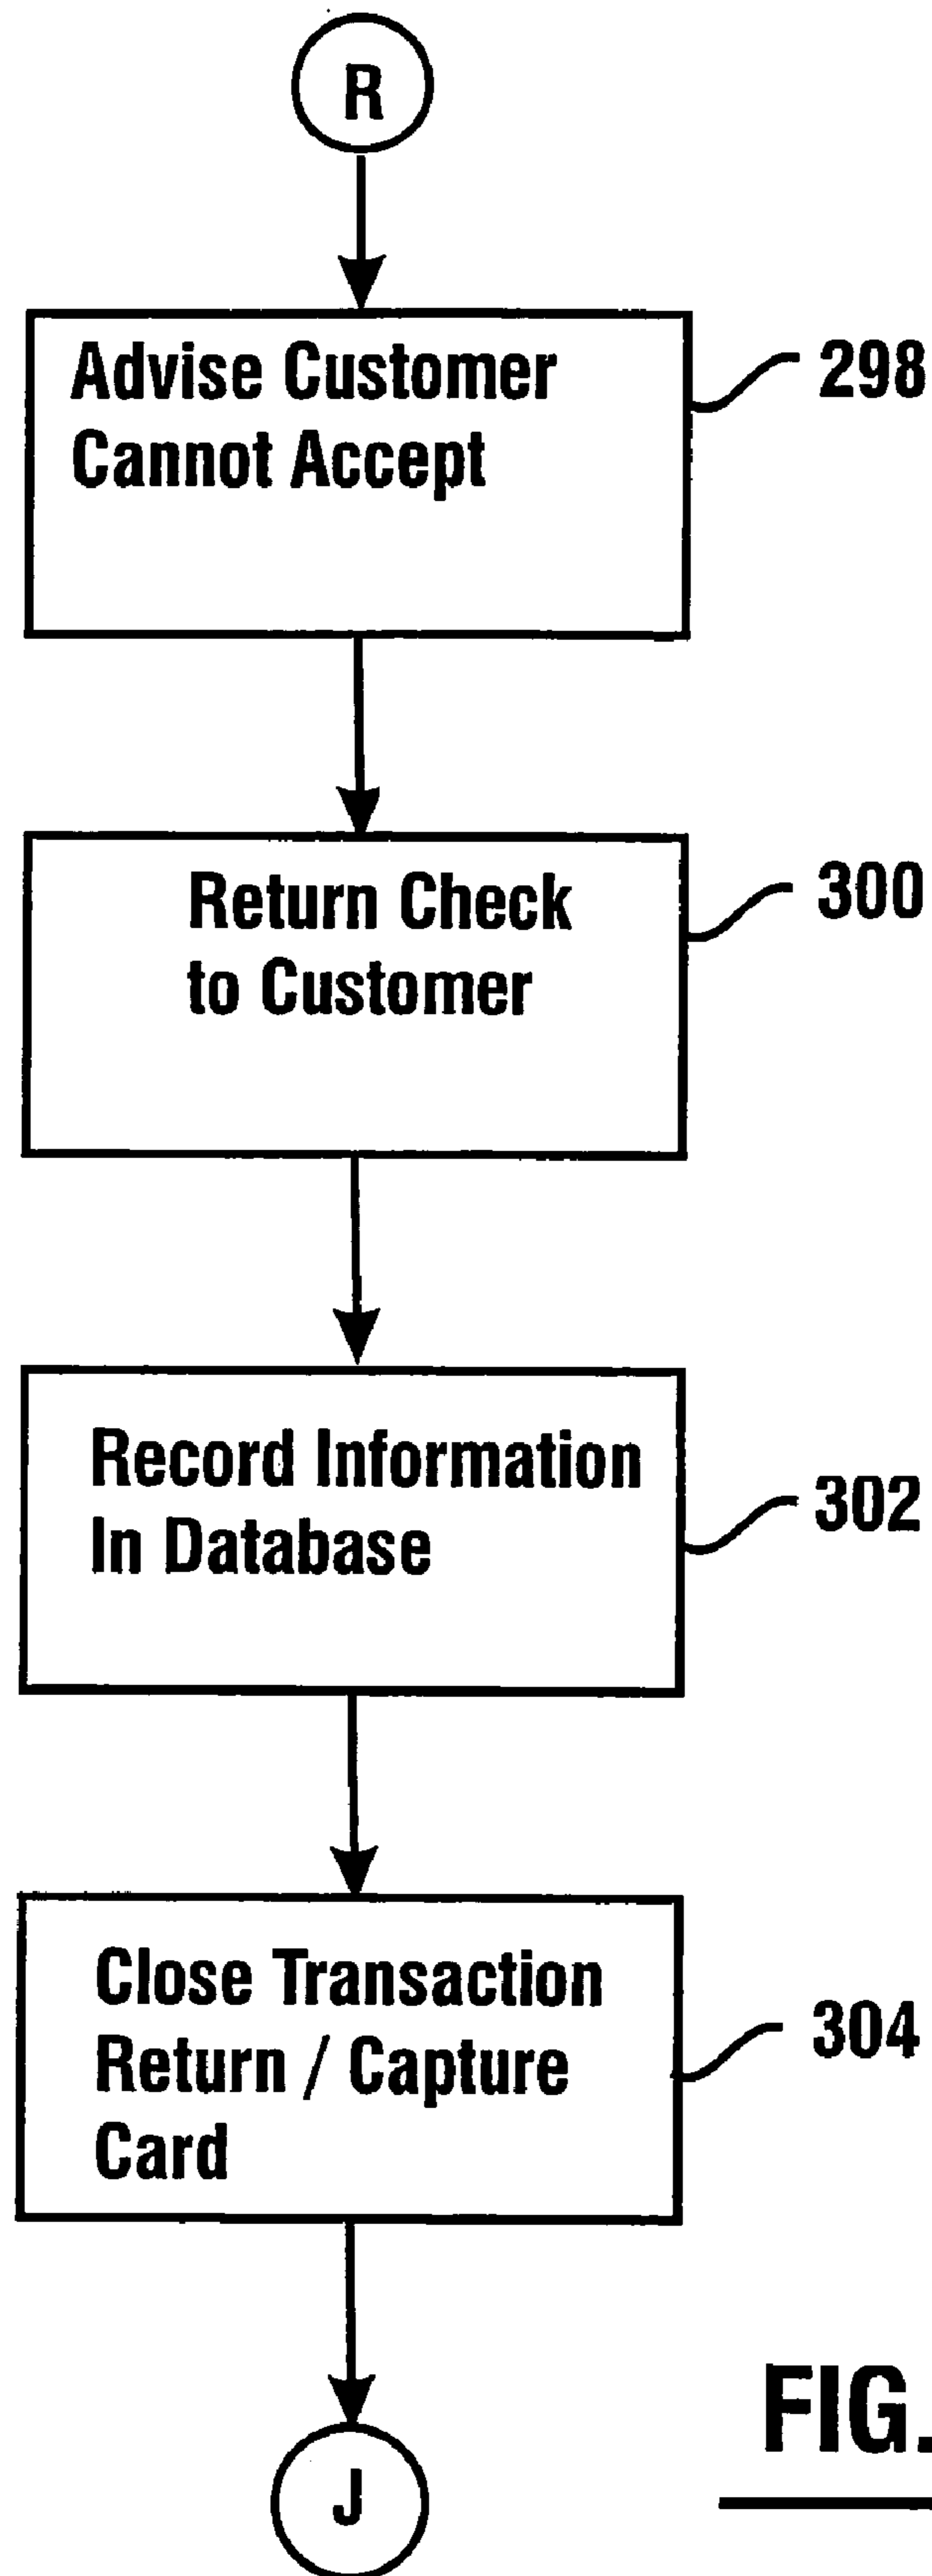 R
Advise Customer
Cannot Accept
298
Return Check
to Customer
300
Record Information
In Database
302
Close Transaction
Return / Capture
Card
304
FIG.
J